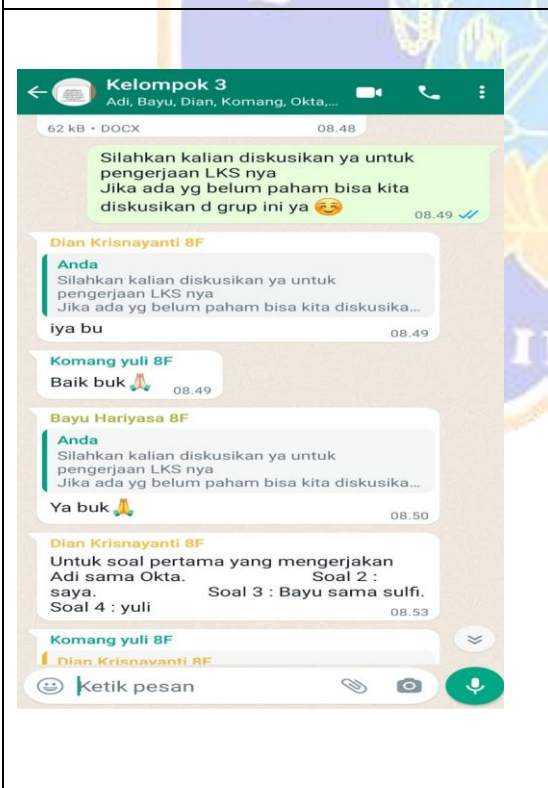 Kelompok 3
Adi, Bayu, Dian, Komang, Okta,...
62 kB • DOCX 08.48
Silahkan kalian diskusikan ya untuk
pengerjaan LKS nya
Jika ada yg belum paham bisa kita
diskusikan d grup ini ya 😊
08.49
Dian Krisnayanti 8F
Anda
Silahkan kalian diskusikan ya untuk
pengerjaan LKS nya
Jika ada yg belum paham bisa kita diskusika...
iya bu 08.49
Komang yuli 8F
Baik buk 🙏 08.49
Bayu Hariyasa 8F
Anda
Silahkan kalian diskusikan ya untuk
pengerjaan LKS nya
Jika ada yg belum paham bisa kita diskusika...
Ya buk 🙏 08.50
Dian Krisnayanti 8F
Untuk soal pertama yang mengerjakan
Adi sama Okta. Soal 2 :
saya. Soal 3 : Bayu sama sulfi.
Soal 4 : yuli 08.53
Komang yuli 8F
Dian Krisnayanti 8F
Ketik pesan